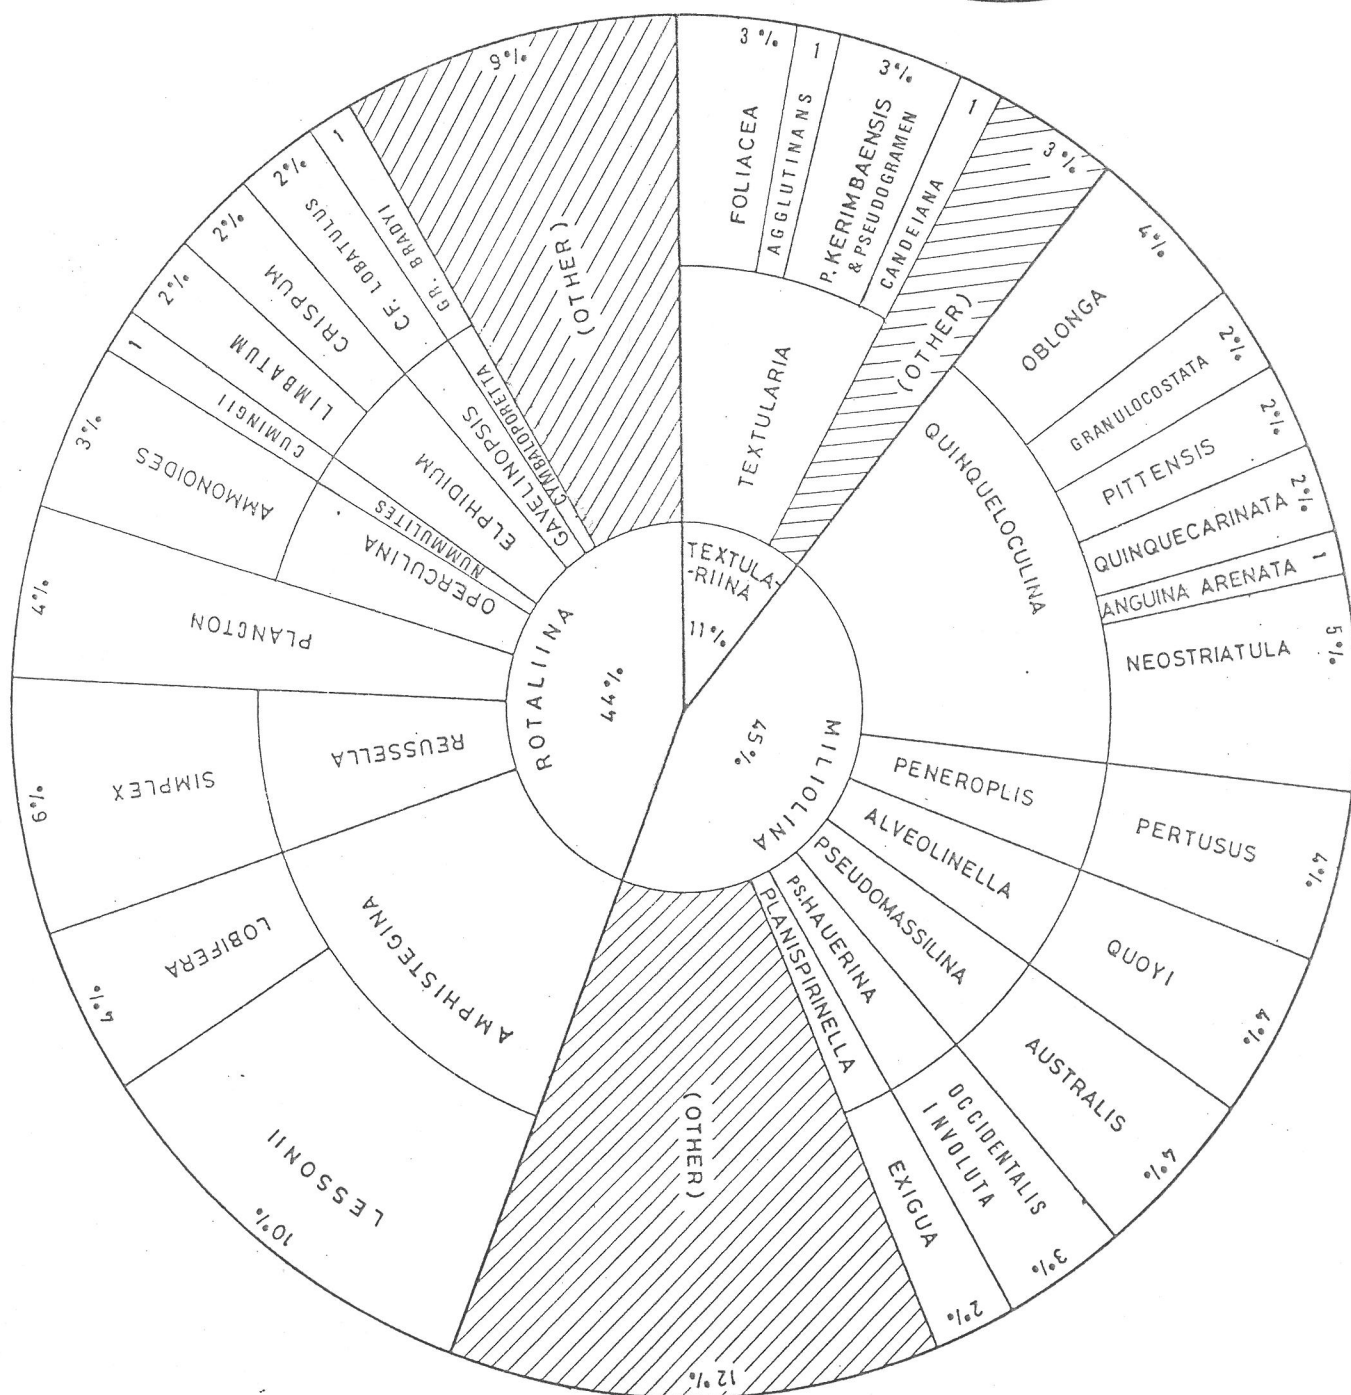 TEXTULA-
-RIINA
11%
MILIOLINA
45%
ROTALIINA
44%
TEXTULARIA
FOLIACEA
3%
AGGLUTINANS
1
P. KERIMBAENSIS
& PSEUDOGRAMEN
3%
CANDEIANA
1
(OTHER)
3%
QUINQUELOCULINA
OBLONGA
4%
GRANULOCOSTATA
2%
PITTENSIS
2%
QUINQUECARINATA
2%
ANGUINA ARENATA
1
NEOSTRIATULA
5%
PENEROPLIS
PERTUSUS
4%
ALVEOLINELLA
QUOYI
4%
PSEUDOMASSILINA
AUSTRALIS
4%
PS.HAUERINA
OCCIDENTALIS
INVOLUTA
3%
PLANISPIRINELLA
EXIGUA
2%
(OTHER)
12%
AMPHISTEGINA
LESSONII
10%
LOBIFERA
4%
REUSSELLA
SIMPLEX
6%
PLANCTON
4%
OPERCULINA
AMMONOIDES
3%
NUMMULITES
CUMINGII
1
ELPHIDIUM
LIMBATUM
2%
CRISPUM
2%
GAVELINOPSIS
CF. LOBATULUS
2%
CYMBALOPORETTA
GR. BRADYI
1
(OTHER)
9%